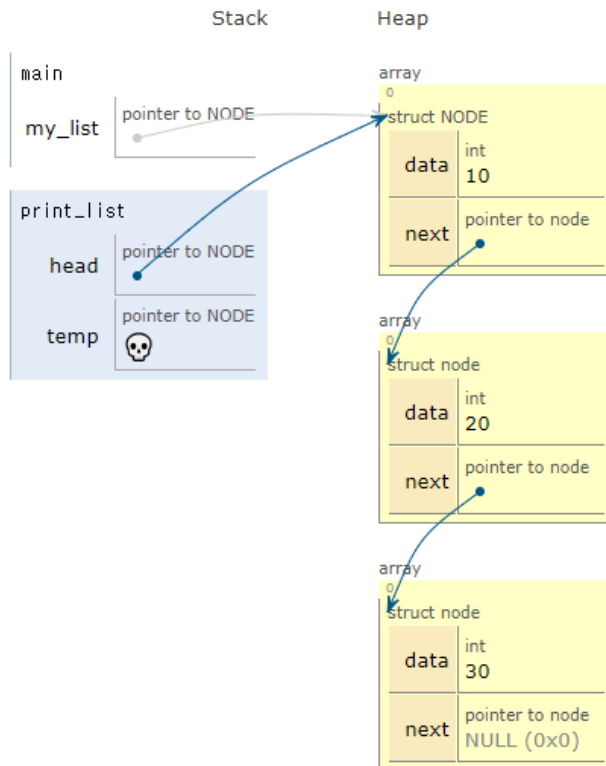 Stack Heap
main
my_list pointer to NODE
print_list
head pointer to NODE
temp pointer to NODE
array
0
struct NODE
data int
10
next pointer to node
array
0
struct node
data int
20
next pointer to node
array
0
struct node
data int
30
next pointer to node
NULL (0x0)